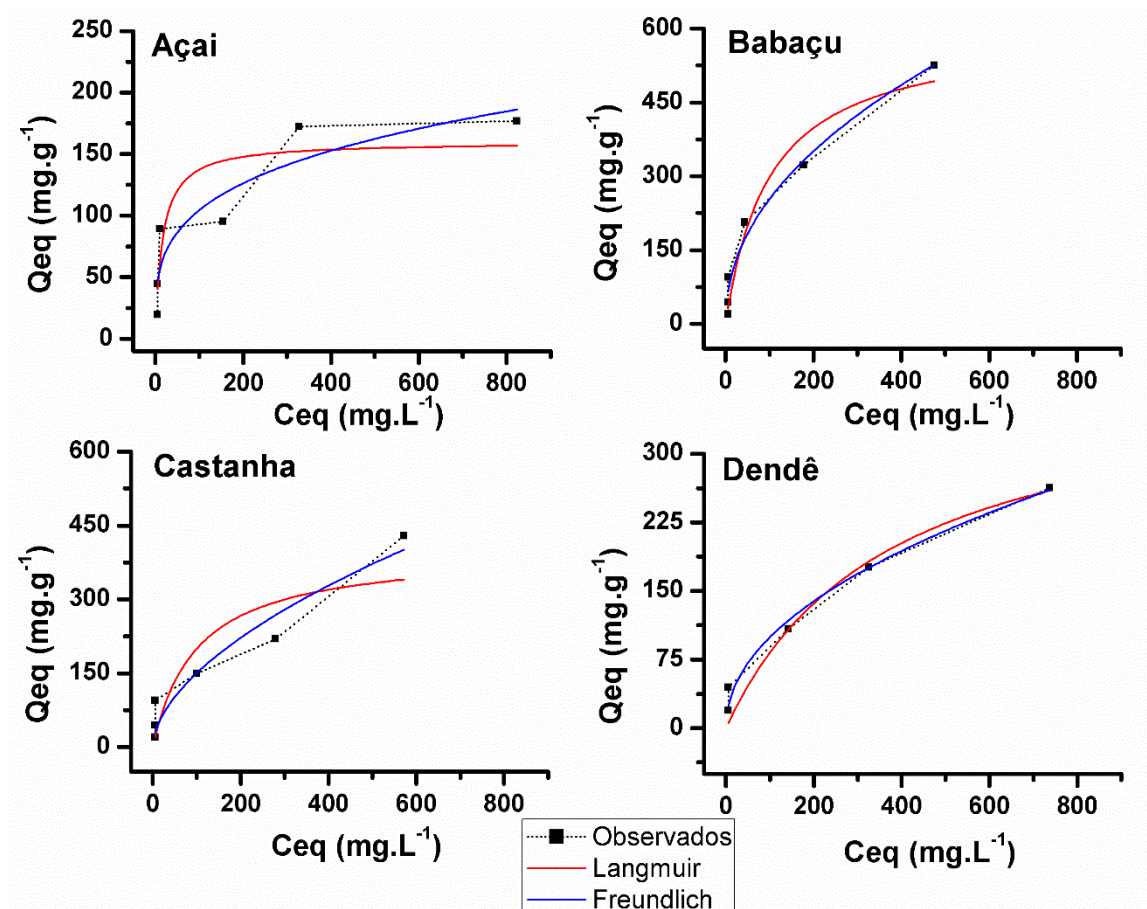 Açai
250
200
150
100
50
0
Qeq (mg.g⁻¹)
0 200 400 600 800
Ceq (mg.L⁻¹)
Babaçu
600
450
300
150
0
Qeq (mg.g⁻¹)
0 200 400 600 800
Ceq (mg.L⁻¹)
Castanha
600
450
300
150
0
Qeq (mg.g⁻¹)
0 200 400 600 800
Ceq (mg.L⁻¹)
Dendê
300
225
150
75
0
Qeq (mg.g⁻¹)
0 200 400 600 800
Ceq (mg.L⁻¹)
Observados
Langmuir
Freundlich